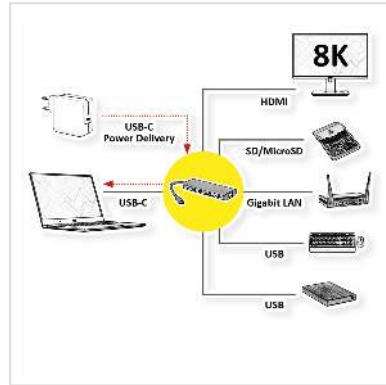 8K
HDMI
USB-C
Power Delivery
SD/MicroSD
USB-C
Gigabit LAN
USB
USB